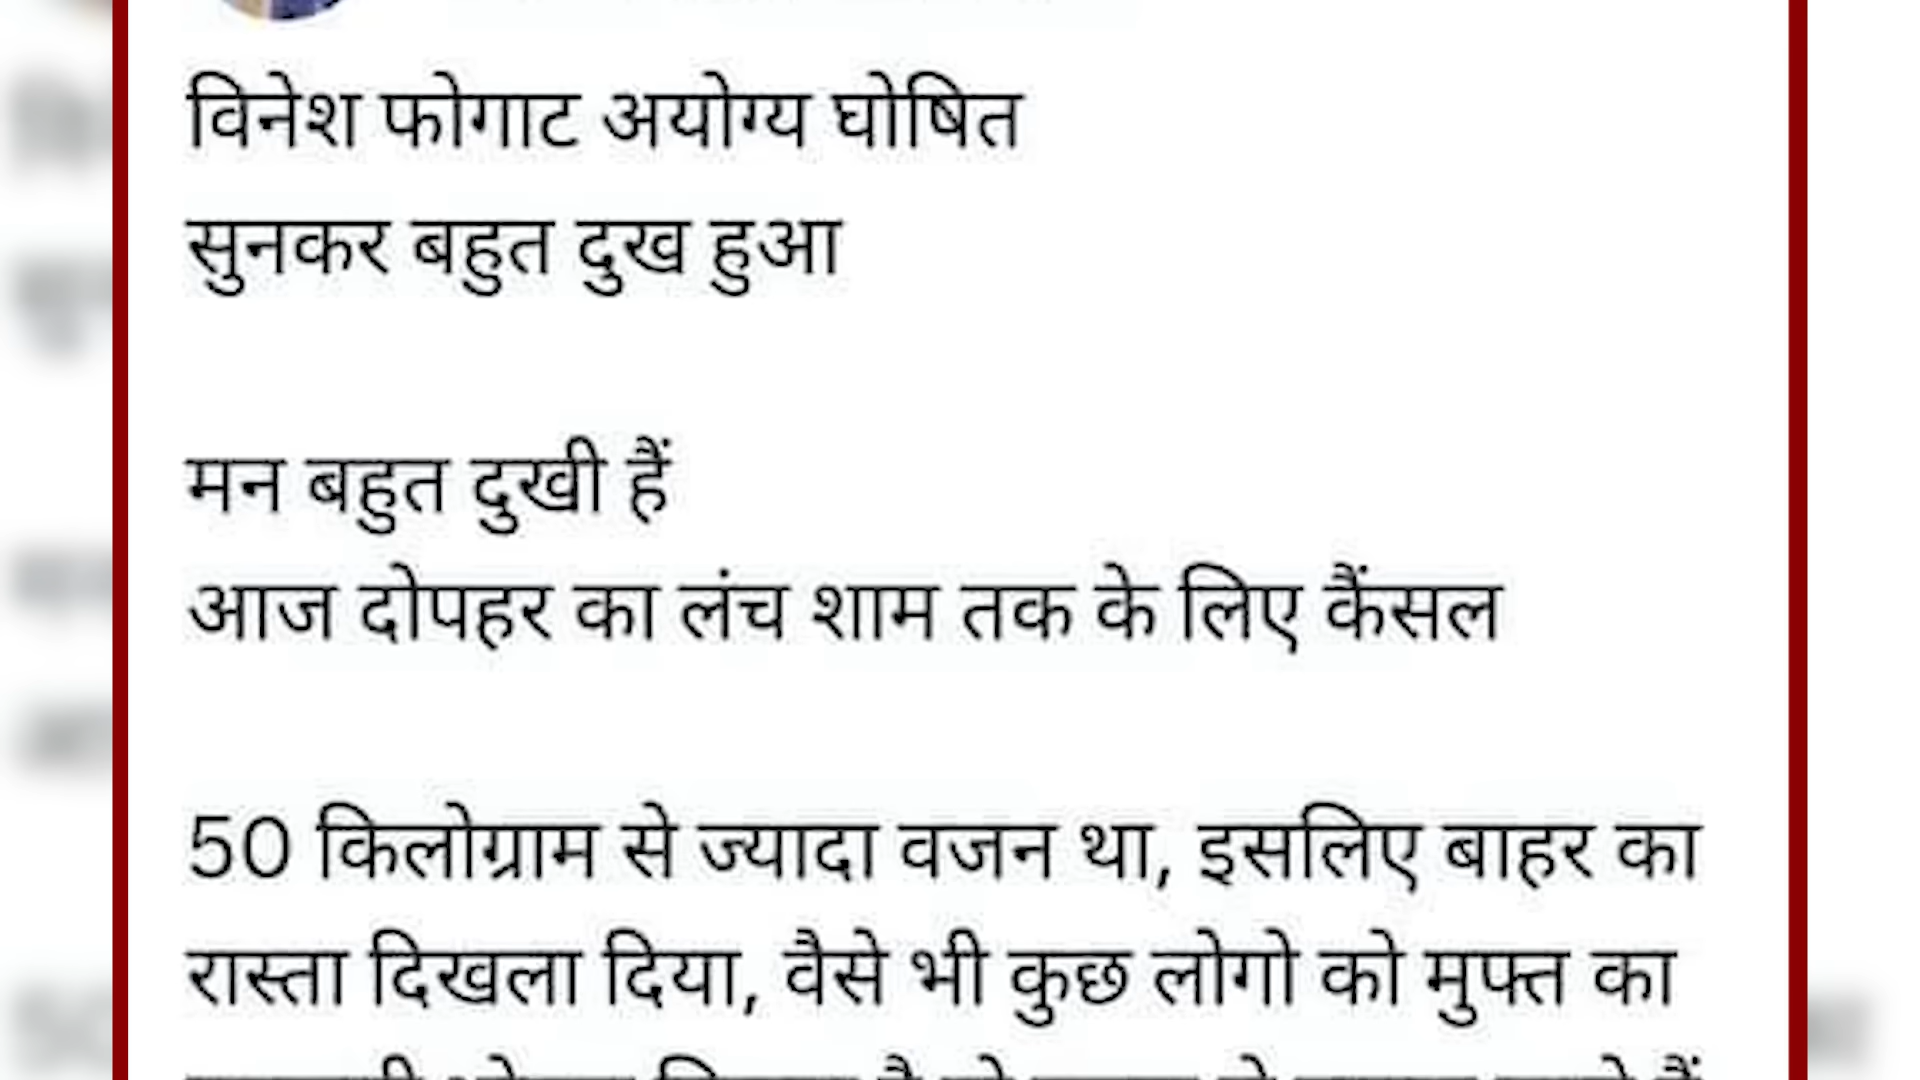 विनेश फोगाट अयोग्य घोषित
सुनकर बहुत दुख हुआ
मन बहुत दुखी हैं
आज दोपहर का लंच शाम तक के लिए कैंसल
50 किलोग्राम से ज्यादा वजन था, इसलिए बाहर का
रास्ता दिखला दिया, वैसे भी कुछ लोगो को मुफ्त का